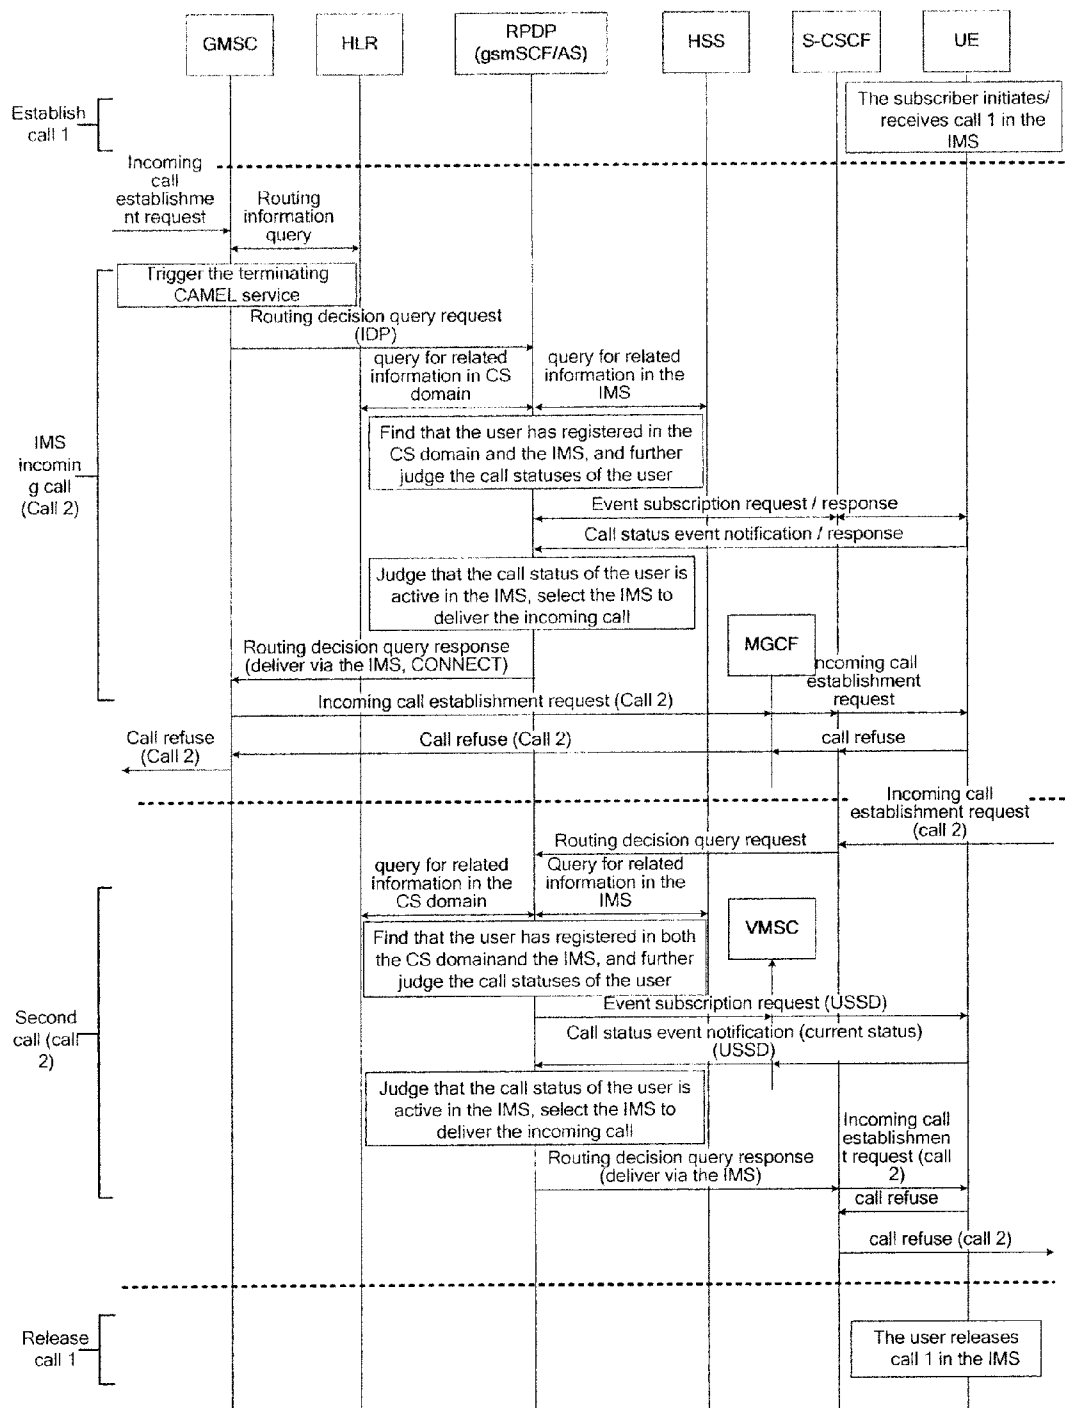 GMSC
HLR
RPDP
(gsmSCF/AS)
HSS
S-CSCF
UE
Establish
call 1
The subscriber initiates/
receives call 1 in the
IMS
Incoming
call
establishme
nt request
Routing
information
query
Trigger the terminating
CAMEL service
Routing decision query request
(IDP)
query for related
information in CS
domain
query for related
information in the
IMS
IMS
incomin
g call
(Call 2)
Find that the user has registered in the
CS domain and the IMS, and further
judge the call statuses of the user
Event subscription request / response
Call status event notification / response
Judge that the call status of the user is
active in the IMS, select the IMS to
deliver the incoming call
MGCF
Routing decision query response
(deliver via the IMS, CONNECT)
Incoming call
establishment
request
Incoming call establishment request (Call 2)
Call refuse
(Call 2)
Call refuse (Call 2)
call refuse
Incoming call
establishment request
(call 2)
Routing decision query request
query for related
information in the
CS domain
Query for related
information in the
IMS
VMSC
Find that the user has registered in both
the CS domainand the IMS, and further
judge the call statuses of the user
Event subscription request (USSD)
Second
call (call
2)
Call status event notification (current status)
(USSD)
Judge that the call status of the user is
active in the IMS, select the IMS to
deliver the incoming call
Incoming call
establishmen
t request (call
2)
Routing decision query response
(deliver via the IMS)
call refuse
call refuse (call 2)
Release
call 1
The user releases
call 1 in the IMS